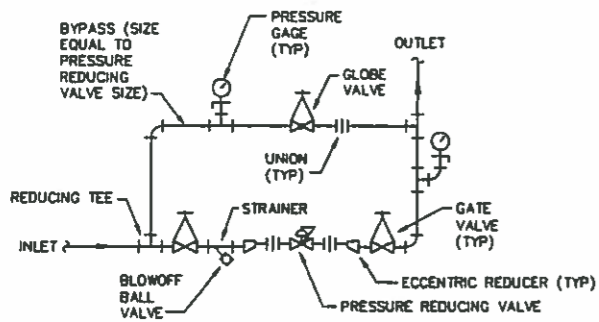 BYPASS (SIZE
EQUAL TO
PRESSURE
REDUCING
VALVE SIZE)
PRESSURE
GAGE
(TYP)
OUTLET
GLOBE
VALVE
UNION
(TYP)
REDUCING TEE
STRAINER
GATE
VALVE
(TYP)
INLET
BLOWOFF
BALL
VALVE
ECCENTRIC REDUCER (TYP)
PRESSURE REDUCING VALVE